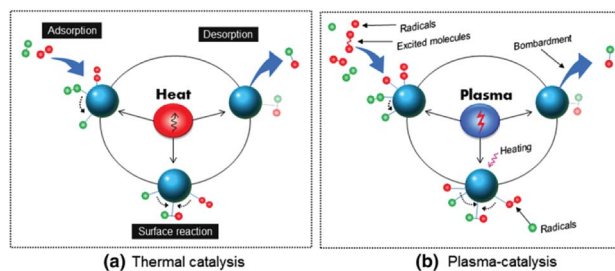 Adsorption
Desorption
Heat
Surface reaction
(a) Thermal catalysis
Radicals
Excited molecules
Bombardment
Plasma
Heating
Radicals
(b) Plasma-catalysis